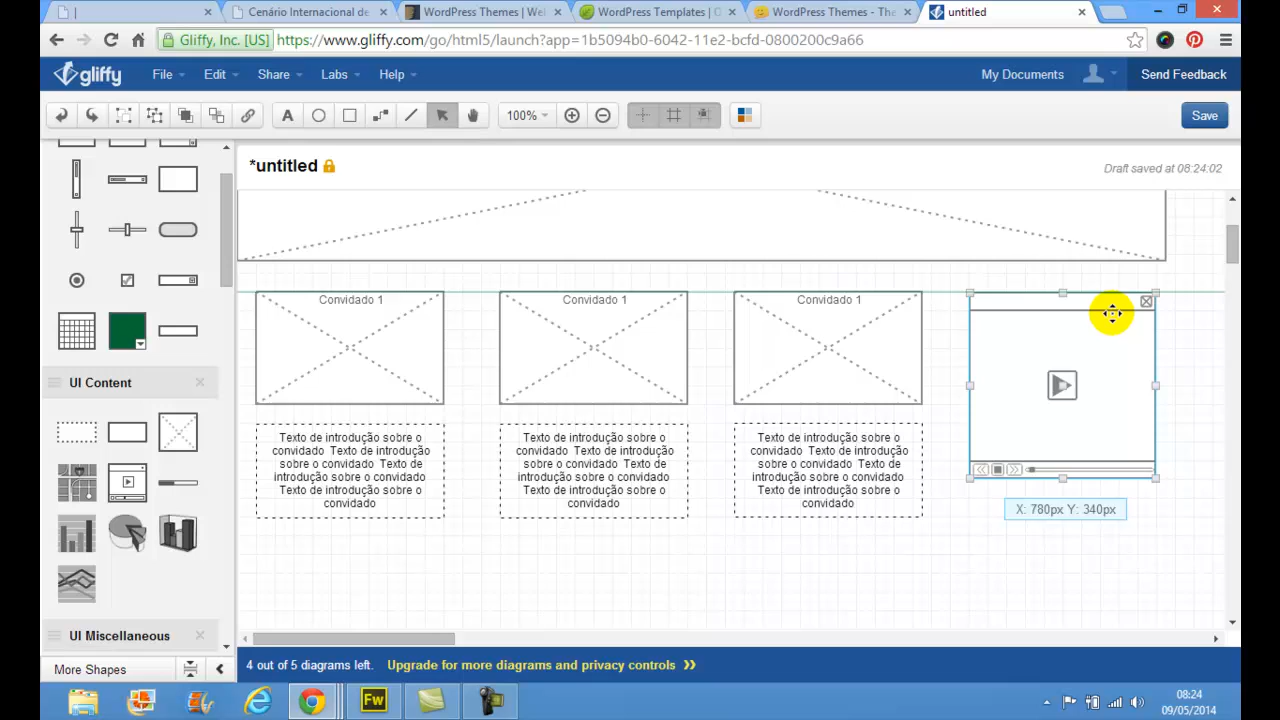 |
Cenário Internacional de
WordPress Themes | Wel
WordPress Templates | O
WordPress Themes - The
untitled
Gliffy, Inc. [US]
https://www.gliffy.com/go/html5/launch?app=1b5094b0-6042-11e2-bcfd-0800200c9a66
gliffy
File
Edit
Share
Labs
Help
My Documents
Send Feedback
A
100%
Save
*untitled
Draft saved at 08:24:02
UI Content
UI Miscellaneous
More Shapes
Convidado 1
Texto de introdução sobre o
convidado Texto de introdução
sobre o convidado Texto de
introdução sobre o convidado
Texto de introdução sobre o
convidado
Convidado 1
Texto de introdução sobre o
convidado Texto de introdução
sobre o convidado Texto de
introdução sobre o convidado
Texto de introdução sobre o
convidado
Convidado 1
Texto de introdução sobre o
convidado Texto de introdução
sobre o convidado Texto de
introdução sobre o convidado
Texto de introdução sobre o
convidado
X: 780px Y: 340px
4 out of 5 diagrams left.
Upgrade for more diagrams and privacy controls
Fw
08:24
09/05/2014